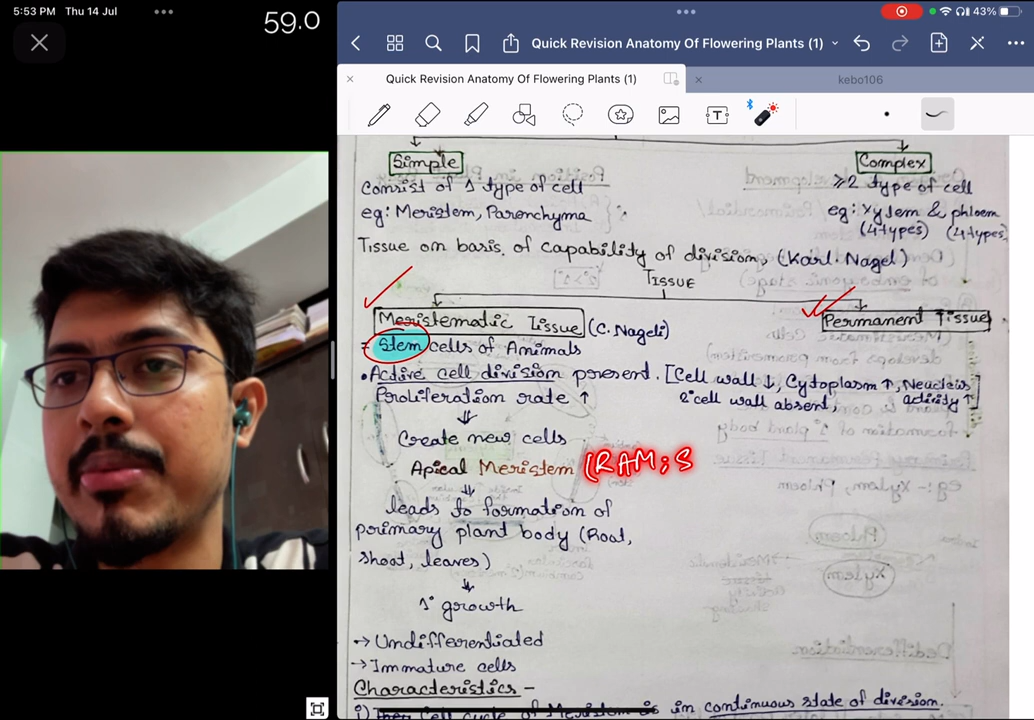 5:53 PM Thu 14 Jul
59.0
43%
Quick Revision Anatomy Of Flowering Plants (1)
Quick Revision Anatomy Of Flowering Plants (1)
kebo106
T
Simple
Complex
Consist of 1 type of cell
≥2 type of cell
eg: Meristem, Parenchyma
eg: Xylem & phloem
(4 types) (4 types)
Tissue on basis of capability of division, (Karl. Nagel)
TISSUE
Meristematic Tissue (C. Nageli)
Permanent Tissue
= Stem cells of Animals
• Active cell division present. [Cell wall ↓, Cytoplasm ↑, Neucleus activity ↑]
Proliferation rate ↑
2° cell wall absent,
⇓
Create new cells
Apical Meristem (RAM; S
⇓
leads to formation of
primary plant body (Root,
shoot, leaves)
⇓
1° growth
→ Undifferentiated
→ Immature cells
Characteristics -
i) Cell cycle of Meristem is in continuous state of division.